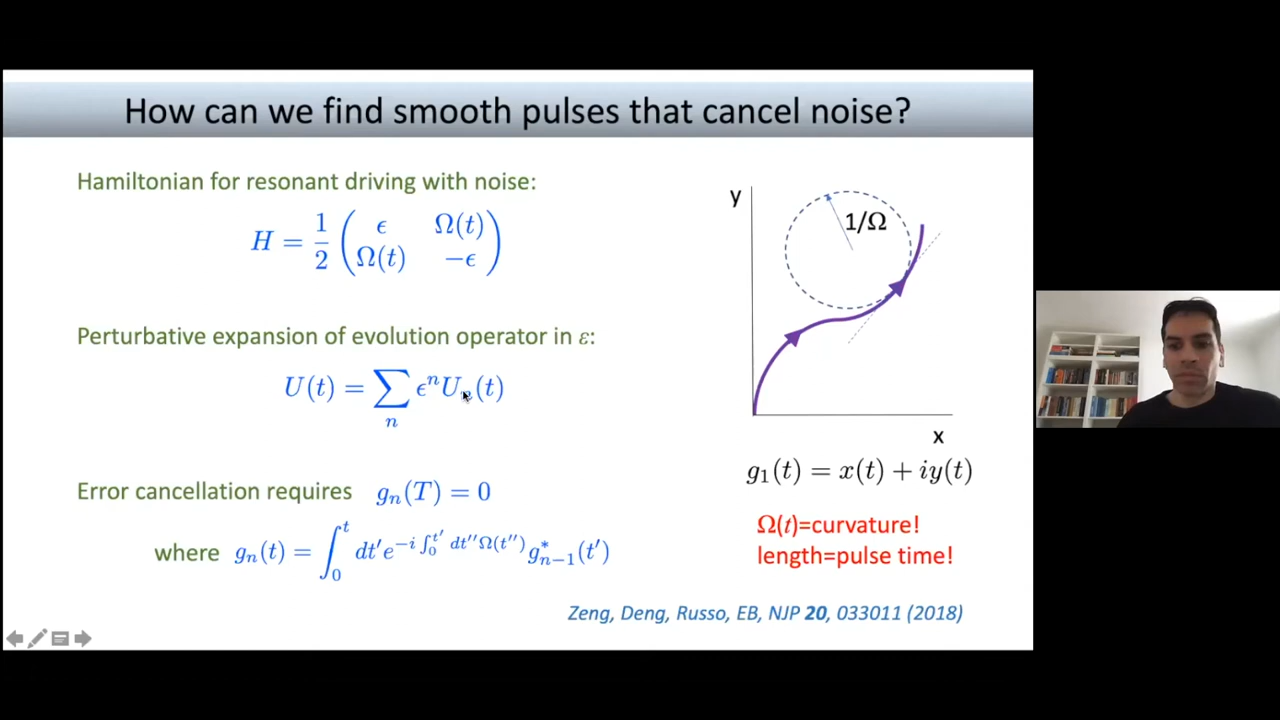 How can we find smooth pulses that cancel noise?
Hamiltonian for resonant driving with noise:
H = 1/2 ( ϵ Ω(t)
Ω(t) −ϵ )
Perturbative expansion of evolution operator in ε:
U(t) = ∑_n ϵ^n U_n(t)
Error cancellation requires g_n(T) = 0
where g_n(t) = ∫_0^t dt′ e^{−i ∫_0^{t′} dt″Ω(t″)} g*_{n−1}(t′)
y
1/Ω
x
g_1(t) = x(t) + iy(t)
Ω(t)=curvature!
length=pulse time!
Zeng, Deng, Russo, EB, NJP 20, 033011 (2018)